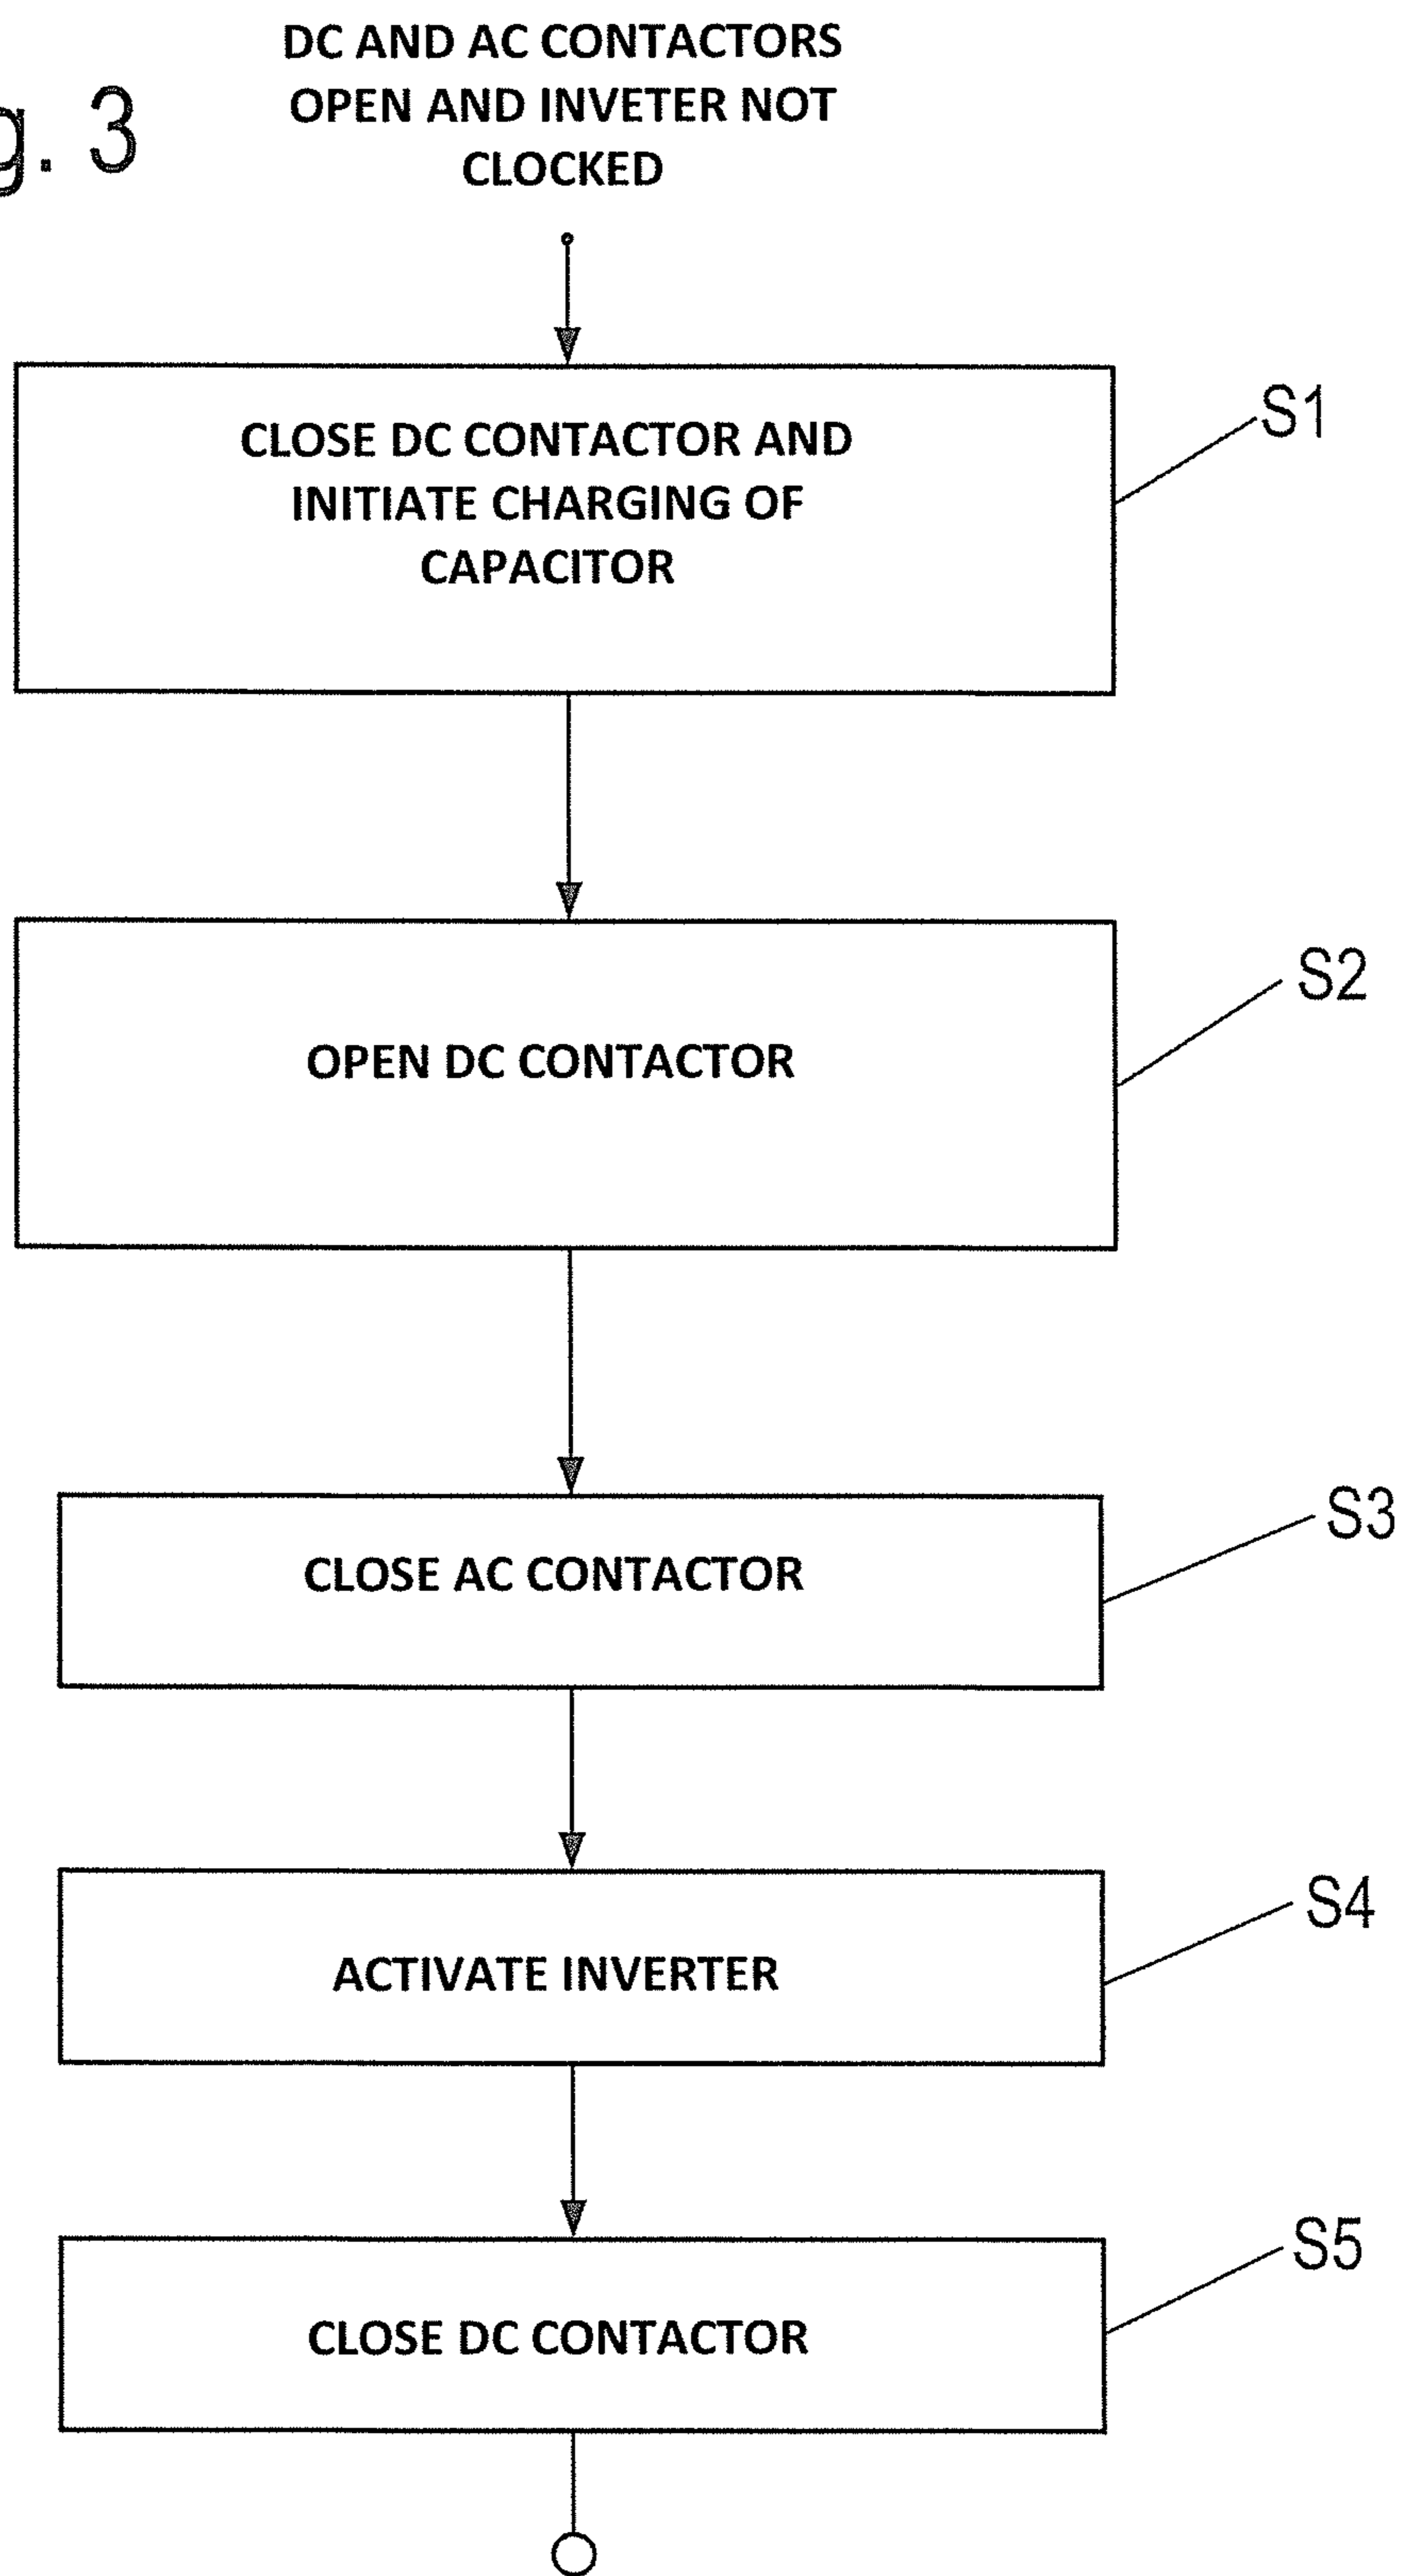 g. 3
DC AND AC CONTACTORS
OPEN AND INVETER NOT
CLOCKED
CLOSE DC CONTACTOR AND
INITIATE CHARGING OF
CAPACITOR
S1
OPEN DC CONTACTOR
S2
CLOSE AC CONTACTOR
S3
ACTIVATE INVERTER
S4
CLOSE DC CONTACTOR
S5